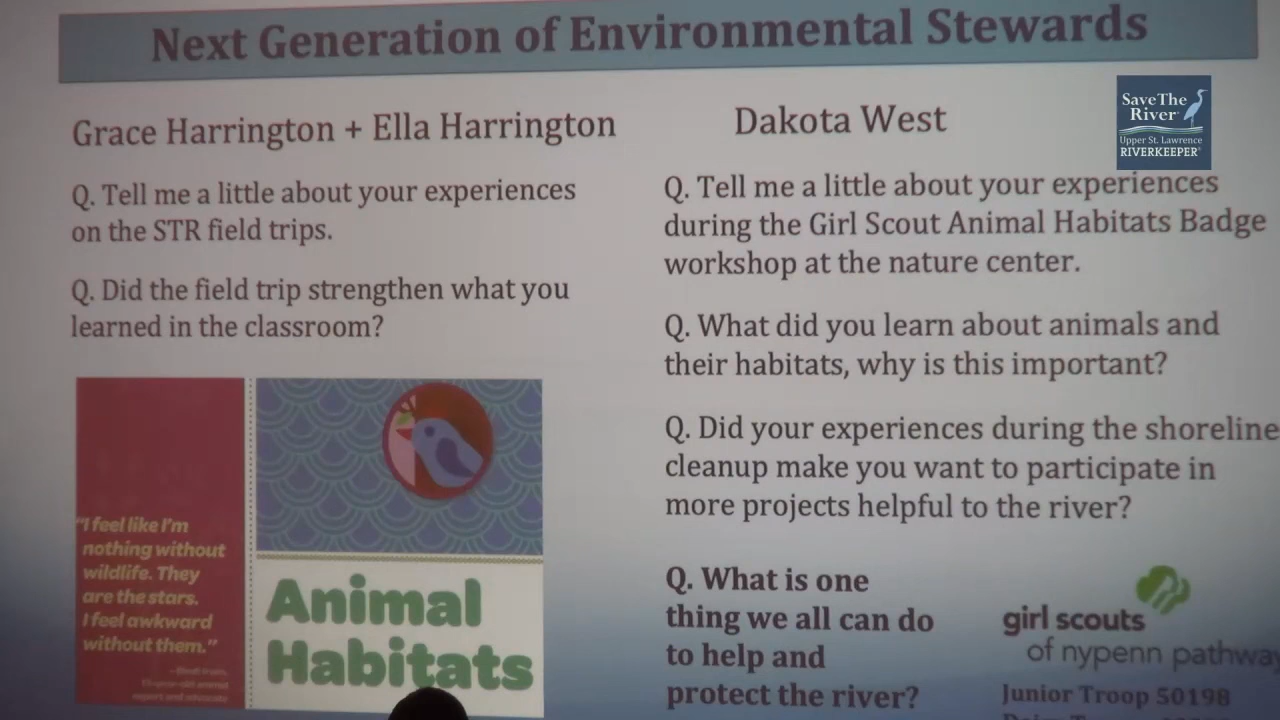 Next Generation of Environmental Stewards
Save The
River
Upper St. Lawrence
RIVERKEEPER®
Grace Harrington + Ella Harrington
Q. Tell me a little about your experiences
on the STR field trips.
Q. Did the field trip strengthen what you
learned in the classroom?
"I feel like I'm
nothing without
wildlife. They
are the stars.
I feel awkward
without them."
Animal
Habitats
Dakota West
Q. Tell me a little about your experiences
during the Girl Scout Animal Habitats Badge
workshop at the nature center.
Q. What did you learn about animals and
their habitats, why is this important?
Q. Did your experiences during the shoreline
cleanup make you want to participate in
more projects helpful to the river?
Q. What is one
thing we all can do
to help and
protect the river?
girl scouts
of nypenn pathway
Junior Troop 50198